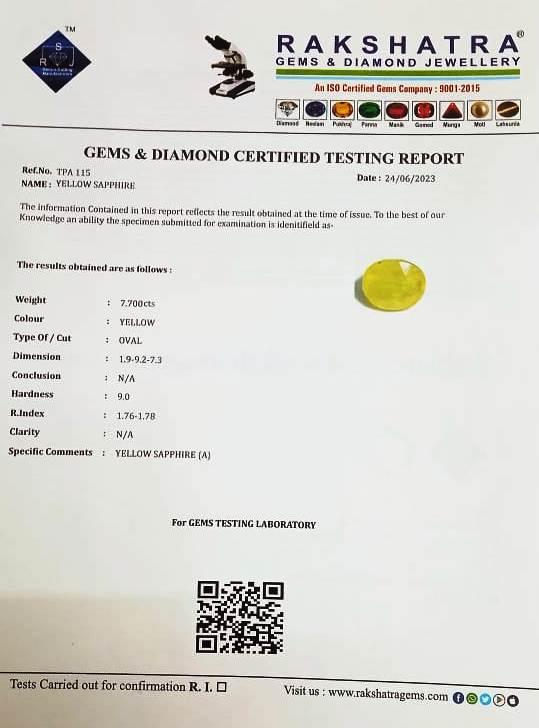 TM
R S J
RAKSHATRA®
GEMS & DIAMOND JEWELLERY
An ISO Certified Gems Company : 9001-2015
Diamond Neelam Pukhraj Panna Manik Gomed Munga Moti Lahsunia
GEMS & DIAMOND CERTIFIED TESTING REPORT
Ref.No. TPA 115
Date : 24/06/2023
NAME : YELLOW SAPPHIRE
The information Contained in this report reflects the result obtained at the time of issue. To the best of our
Knowledge an ability the specimen submitted for examination is idenitifield as-
The results obtained are as follows :
Weight : 7.700cts
Colour : YELLOW
Type Of / Cut : OVAL
Dimension : 1.9-9.2-7.3
Conclusion : N/A
Hardness : 9.0
R.Index : 1.76-1.78
Clarity : N/A
Specific Comments : YELLOW SAPPHIRE (A)
For GEMS TESTING LABORATORY
Tests Carried out for confirmation R. I. ☐
Visit us : www.rakshatragems.com